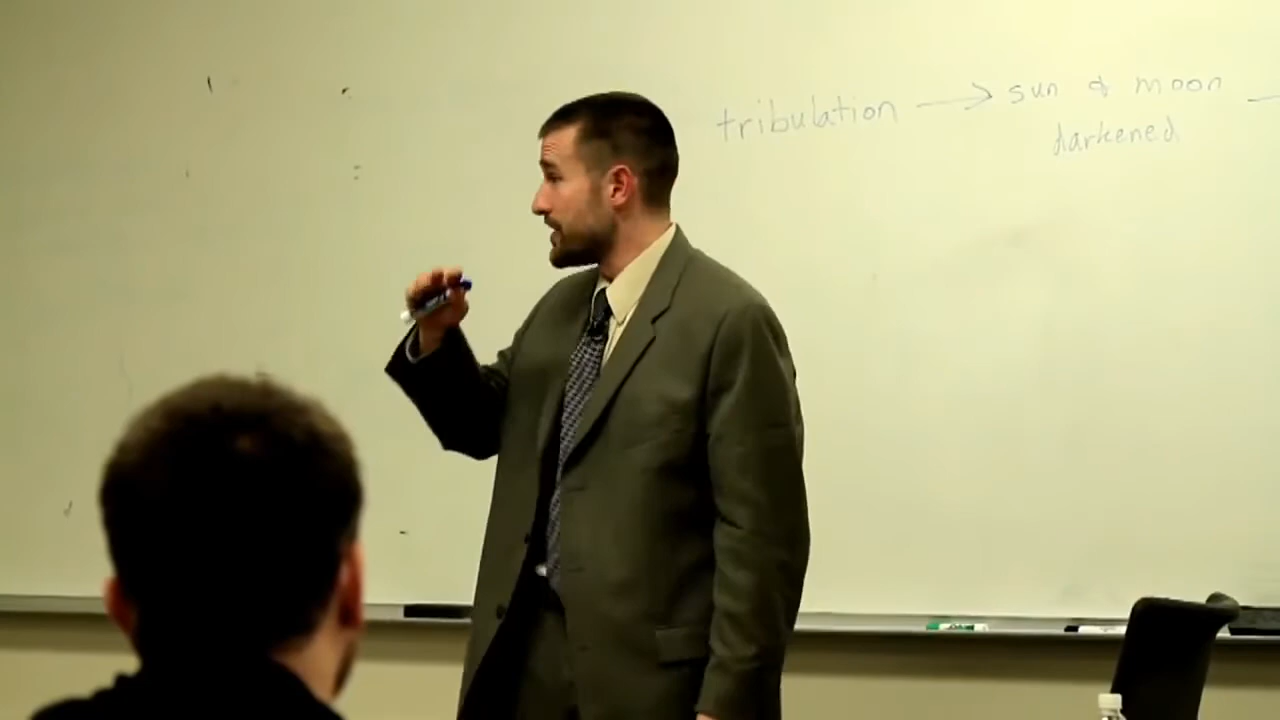 tribulation → sun & moon
darkened